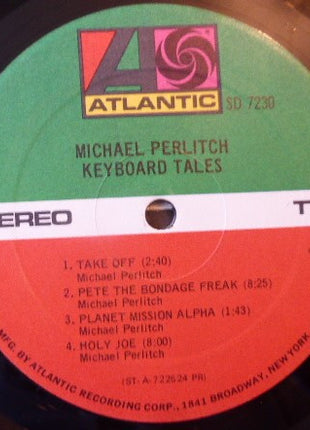 ATLANTIC
SD 7230
MICHAEL PERLITCH
KEYBOARD TALES
EREO
T
1. TAKE OFF (2:40)
Michael Perlitch
2. PETE THE BONDAGE FREAK (8:25)
Michael Perlitch
3. PLANET MISSION ALPHA (1:43)
Michael Perlitch
4. HOLY JOE (8:00)
Michael Perlitch
(ST-A-722624 PR)
MFG. BY ATLANTIC RECORDING CORP., 1841 BROADWAY, NEW YORK,